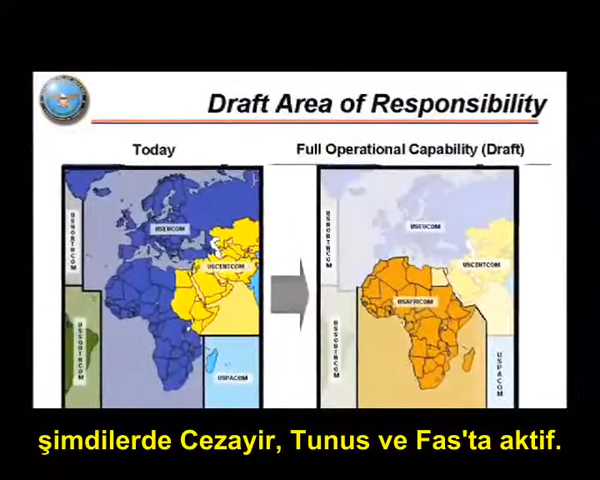 Draft Area of Responsibility
Today
Full Operational Capability (Draft)
USNORTHCOM
USEUCOM
USCENTCOM
USSOUTHCOM
USPACOM
USNORTHCOM
USEUCOM
USCENTCOM
USAFRICOM
USSOUTHCOM
USPACOM
şimdilerde Cezayir, Tunus ve Fas'ta aktif.